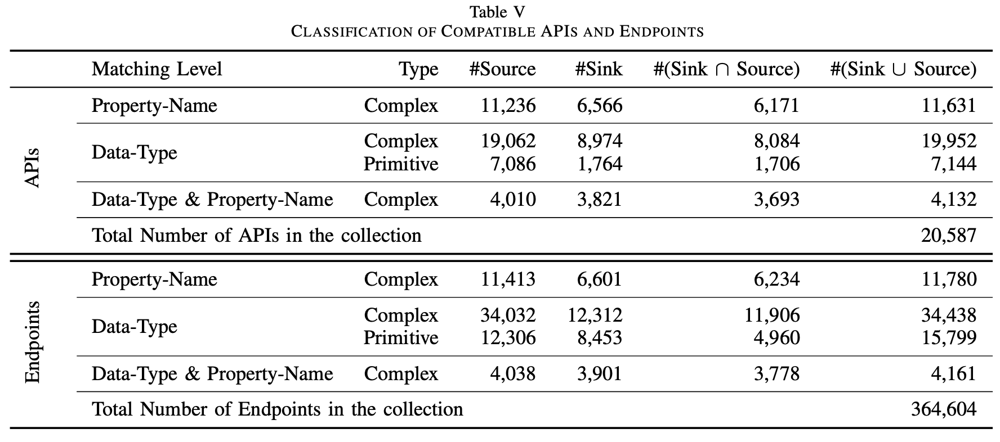 Table V
CLASSIFICATION OF COMPATIBLE APIS AND ENDPOINTS
Matching Level Type #Source #Sink #(Sink ∩ Source) #(Sink ∪ Source)
APIs
Property-Name Complex 11,236 6,566 6,171 11,631
Data-Type
Complex 19,062 8,974 8,084 19,952
Primitive 7,086 1,764 1,706 7,144
Data-Type & Property-Name Complex 4,010 3,821 3,693 4,132
Total Number of APIs in the collection 20,587
Endpoints
Property-Name Complex 11,413 6,601 6,234 11,780
Data-Type
Complex 34,032 12,312 11,906 34,438
Primitive 12,306 8,453 4,960 15,799
Data-Type & Property-Name Complex 4,038 3,901 3,778 4,161
Total Number of Endpoints in the collection 364,604